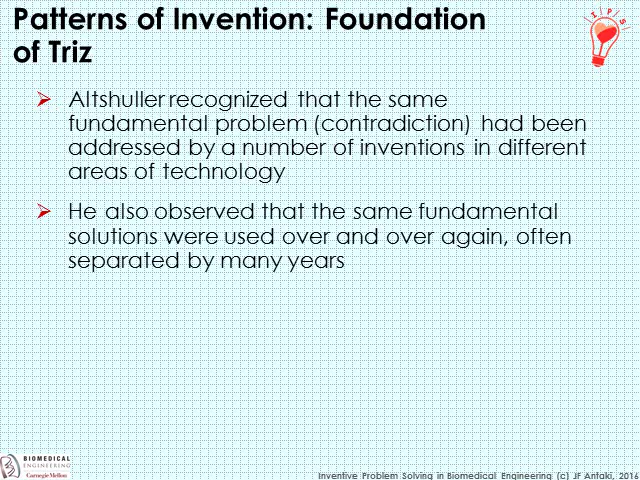 Patterns of Invention: Foundation
of Triz
I P S
Altshuller recognized that the same
fundamental problem (contradiction) had been
addressed by a number of inventions in different
areas of technology
He also observed that the same fundamental
solutions were used over and over again, often
separated by many years
BIOMEDICAL
ENGINEERING
Carnegie Mellon
Inventive Problem Solving in Biomedical Engineering (c) JF Antaki, 2016